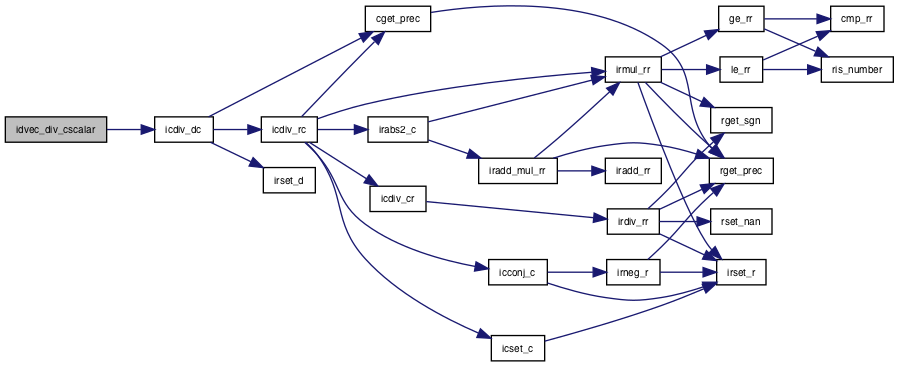 idvec_div_cscalar
icdiv_dc
cget_prec
icdiv_rc
irset_d
irabs2_c
icdiv_cr
iradd_mul_rr
icconj_c
icset_c
irmul_rr
iradd_rr
irdiv_rr
irneg_r
ge_rr
le_rr
rget_sgn
rget_prec
rset_nan
irset_r
cmp_rr
ris_number